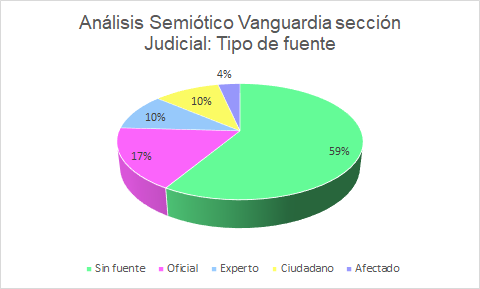 Análisis Semiótico Vanguardia sección
Judicial: Tipo de fuente
4%
10%
10%
17%
59%
Sin fuente Oficial Experto Ciudadano Afectado